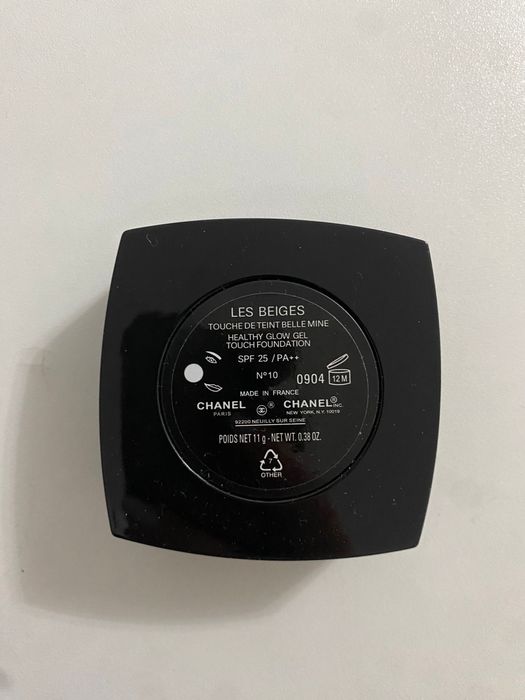 LES BEIGES
TOUCHE DE TEINT BELLE MINE
HEALTHY GLOW GEL
TOUCH FOUNDATION
SPF 25 / PA++
N°10
0904 12 M
MADE IN FRANCE
CHANEL ® CHANEL® INC.
PARIS NEW YORK, N.Y. 10019
92200 NEUILLY SUR SEINE
POIDS NET 11 g - NET WT. 0.38 OZ.
7
OTHER